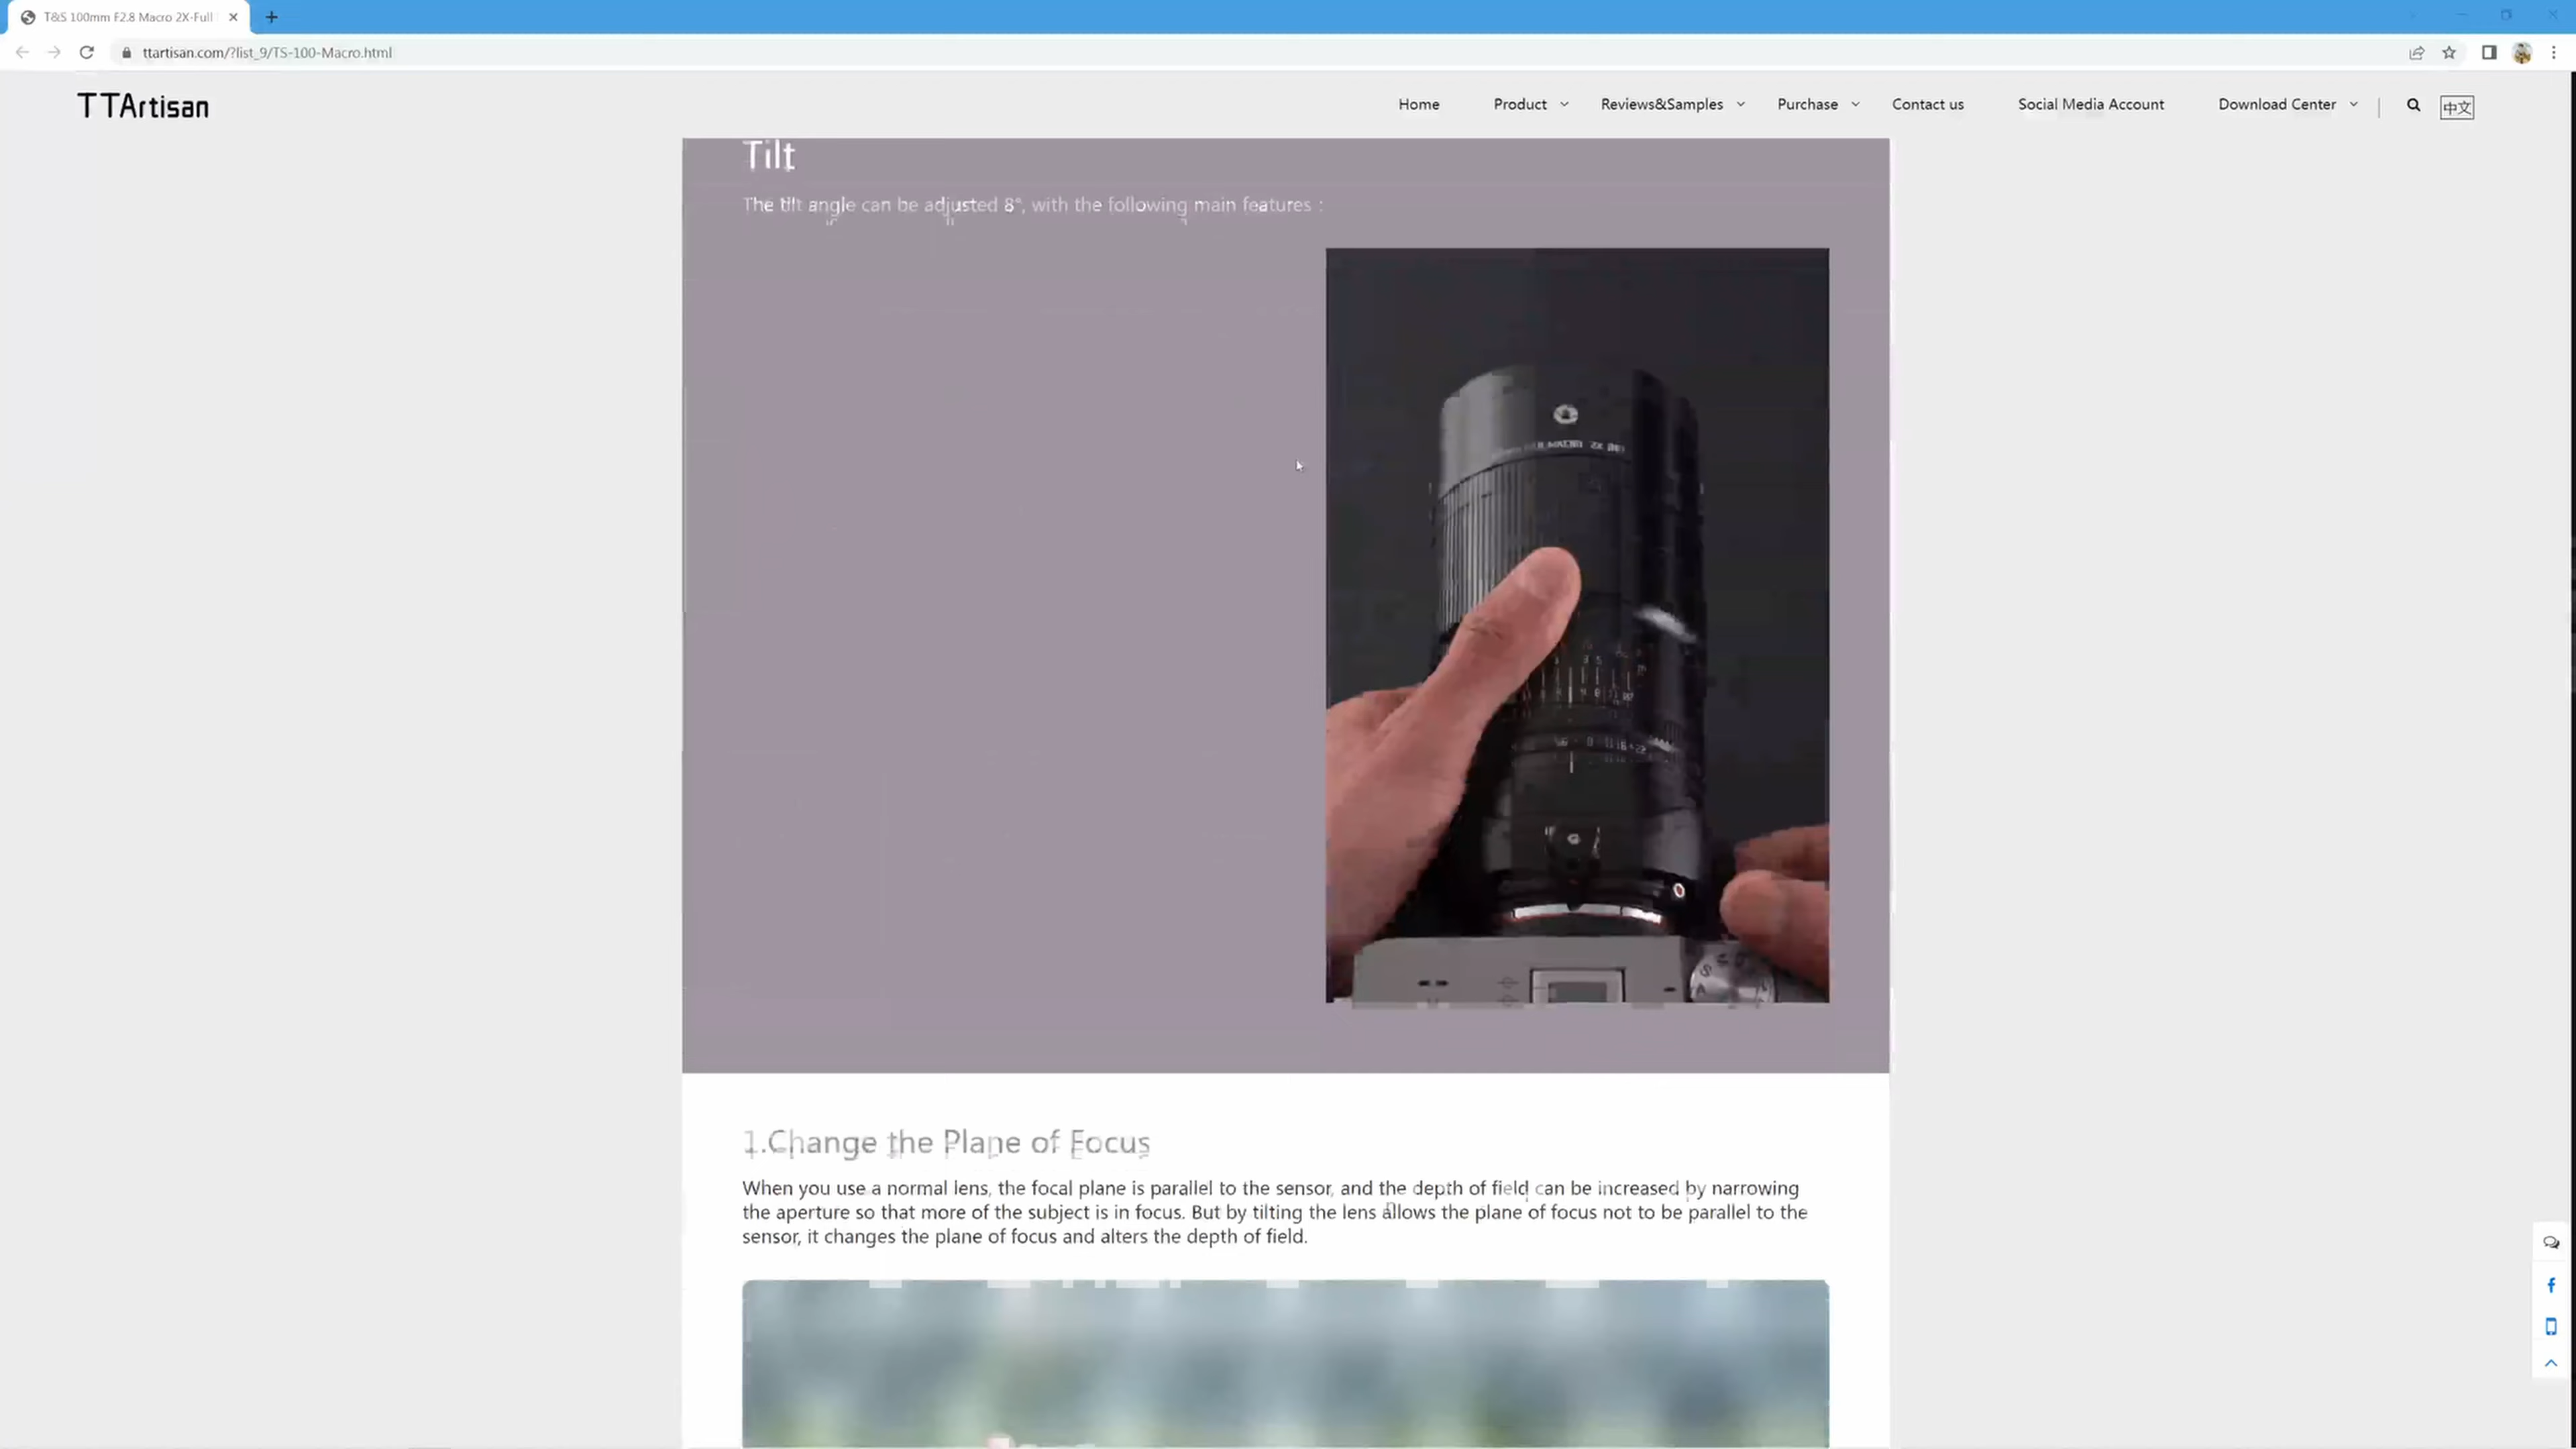 T&S 100mm F2.8 Macro 2X-Full
ttartisan.com/?list_9/TS-100-Macro.html
TTArtisan
Home Product Reviews&Samples Purchase Contact us Social Media Account Download Center 中文
Tilt
The tilt angle can be adjusted 8°, with the following main features :
1.Change the Plane of Focus
When you use a normal lens, the focal plane is parallel to the sensor, and the depth of field can be increased by narrowing
the aperture so that more of the subject is in focus. But by tilting the lens allows the plane of focus not to be parallel to the
sensor, it changes the plane of focus and alters the depth of field.